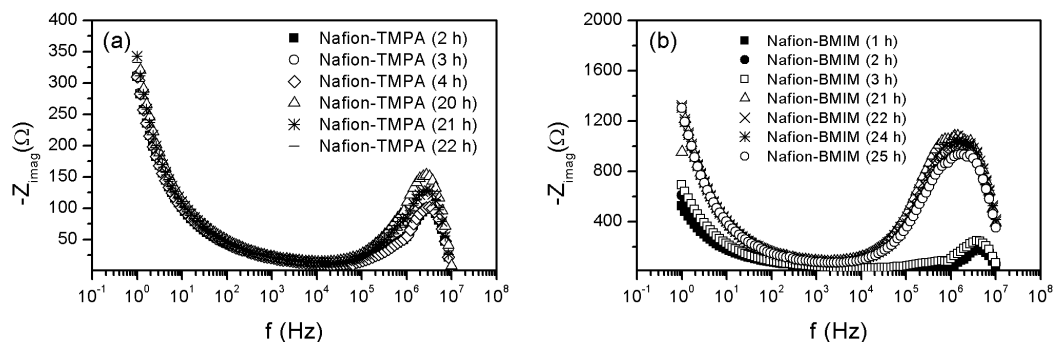 (a)
Nafion-TMPA (2 h)
Nafion-TMPA (3 h)
Nafion-TMPA (4 h)
Nafion-TMPA (20 h)
Nafion-TMPA (21 h)
Nafion-TMPA (22 h)
400
350
300
250
200
150
100
50
-Z_imag(Ω)
10^-1 10^0 10^1 10^2 10^3 10^4 10^5 10^6 10^7 10^8
f (Hz)
(b)
Nafion-BMIM (1 h)
Nafion-BMIM (2 h)
Nafion-BMIM (3 h)
Nafion-BMIM (21 h)
Nafion-BMIM (22 h)
Nafion-BMIM (24 h)
Nafion-BMIM (25 h)
2000
1600
1200
800
400
0
-Z_imag(Ω)
10^-1 10^0 10^1 10^2 10^3 10^4 10^5 10^6 10^7 10^8
f (Hz)